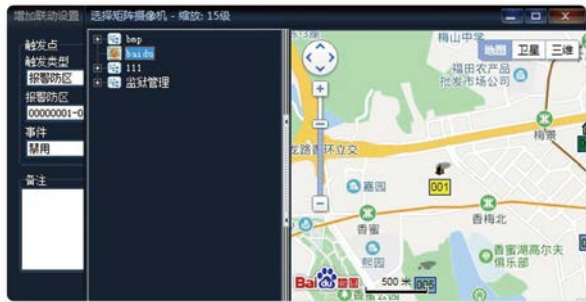 增加联动设置
选择矩阵摄像机 - 缩放: 15级
触发点
触发类型
报警防区
报警防区
00000001-0
事件
禁用
备注
bmp
baidu
111
监狱管理
梅山中学
地图
卫星
三维
福田农产品
批发市场公司
梅景
龙路香环立交
嘉园
001
香梅北
香蜜
熙园
香蜜湖高尔夫
俱乐部
Bai du 地图
500 米
005